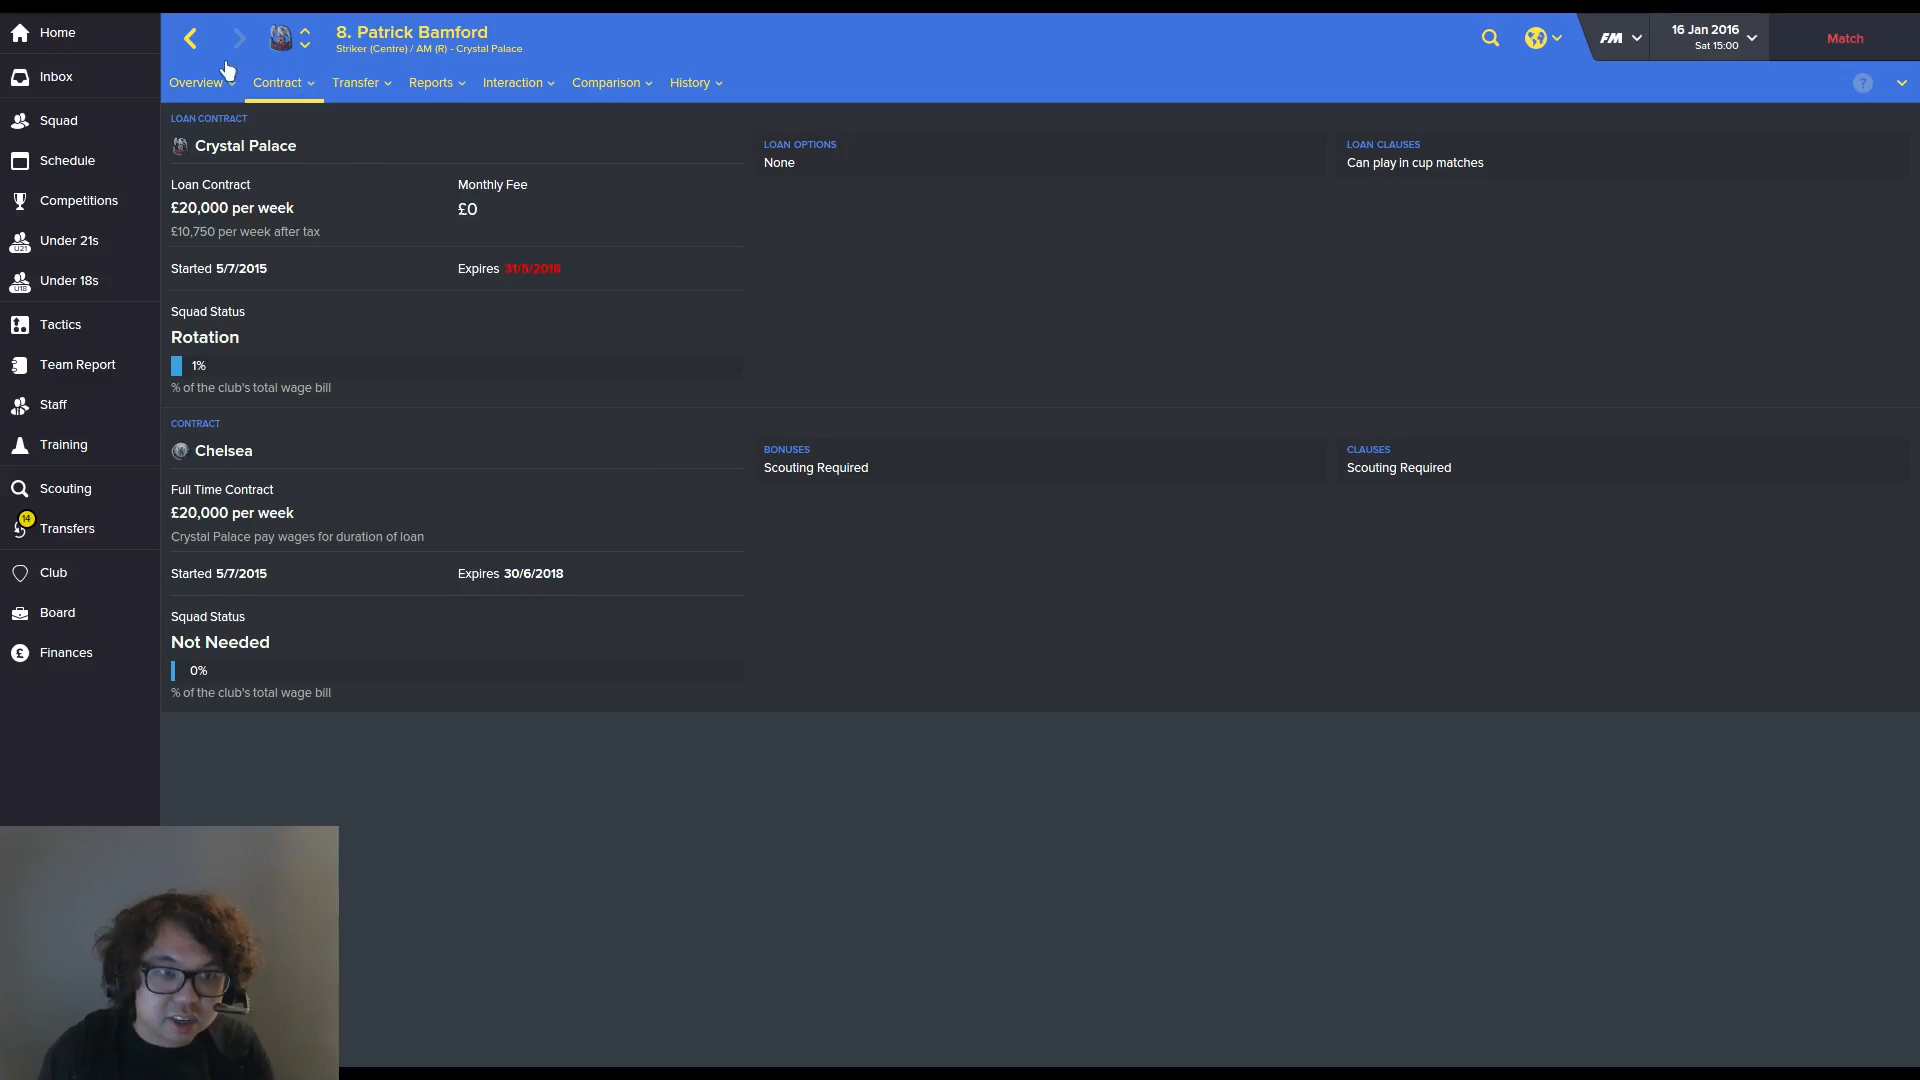 Home
Inbox
Squad
Schedule
Competitions
Under 21s
Under 18s
Tactics
Team Report
Staff
Training
Scouting
14
Transfers
Club
Board
Finances
8. Patrick Bamford
Striker (Centre) / AM (R) - Crystal Palace
FM
16 Jan 2016
Sat 15:00
Match
Overview
Contract
Transfer
Reports
Interaction
Comparison
History
?
LOAN CONTRACT
Crystal Palace
Loan Contract
£20,000 per week
£10,750 per week after tax
Monthly Fee
£0
Started 5/7/2015
Expires 31/5/2016
Squad Status
Rotation
1%
% of the club's total wage bill
LOAN OPTIONS
None
LOAN CLAUSES
Can play in cup matches
CONTRACT
Chelsea
Full Time Contract
£20,000 per week
Crystal Palace pay wages for duration of loan
Started 5/7/2015
Expires 30/6/2018
Squad Status
Not Needed
0%
% of the club's total wage bill
BONUSES
Scouting Required
CLAUSES
Scouting Required